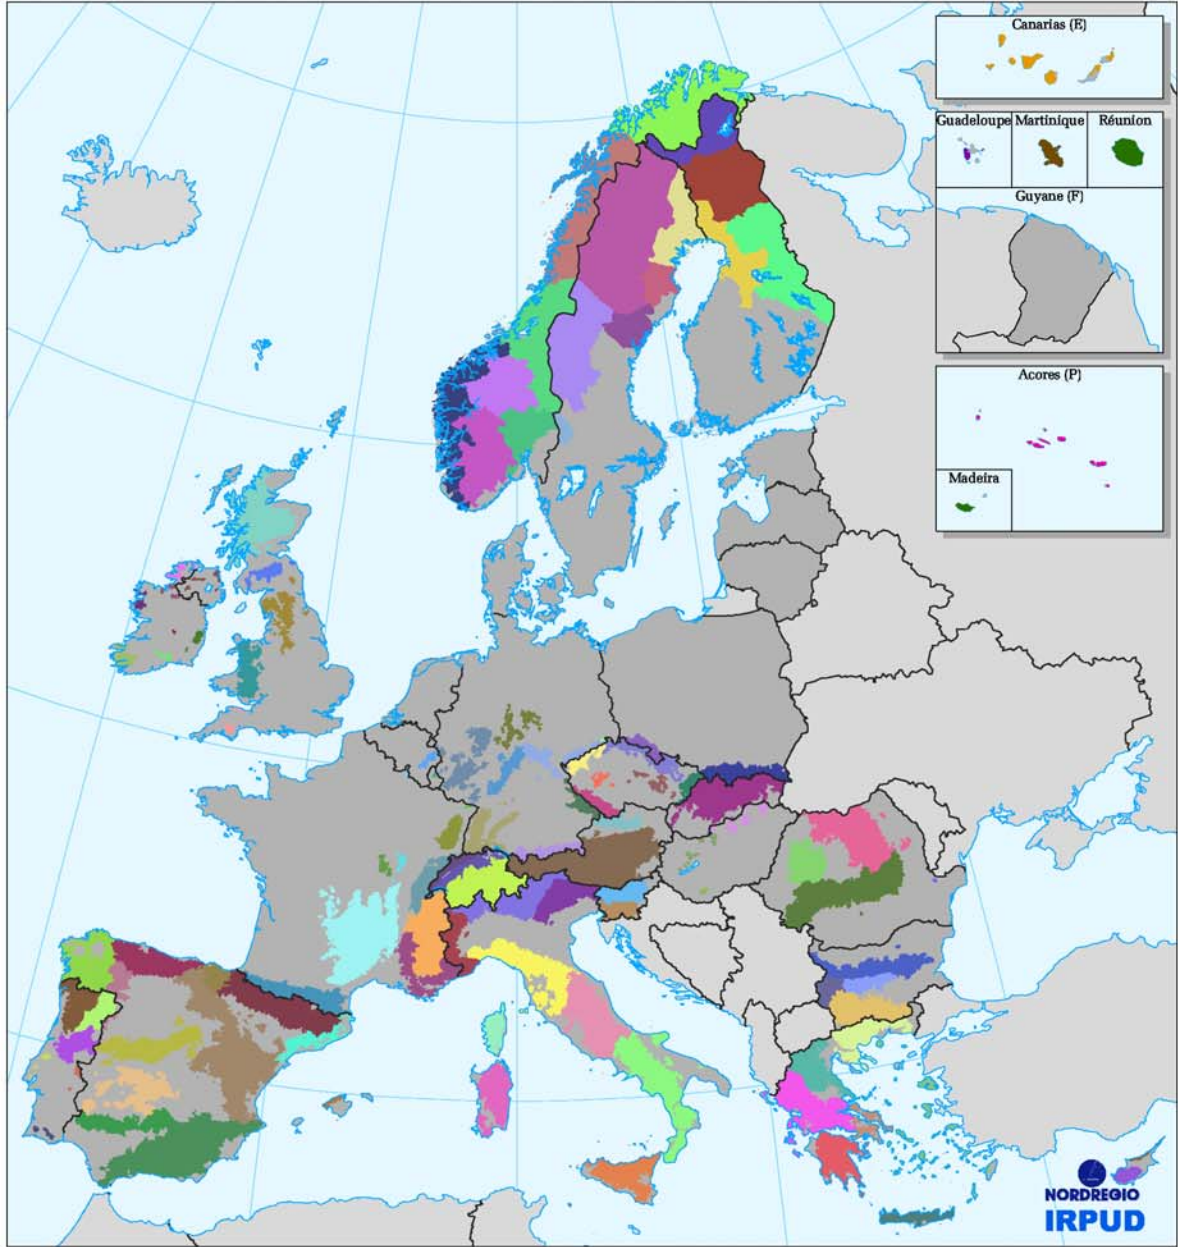 Canarias (E)
Guadeloupe
Martinique
Réunion
Guyane (F)
Acores (P)
Madeira
NORDREGIO
IRPUD